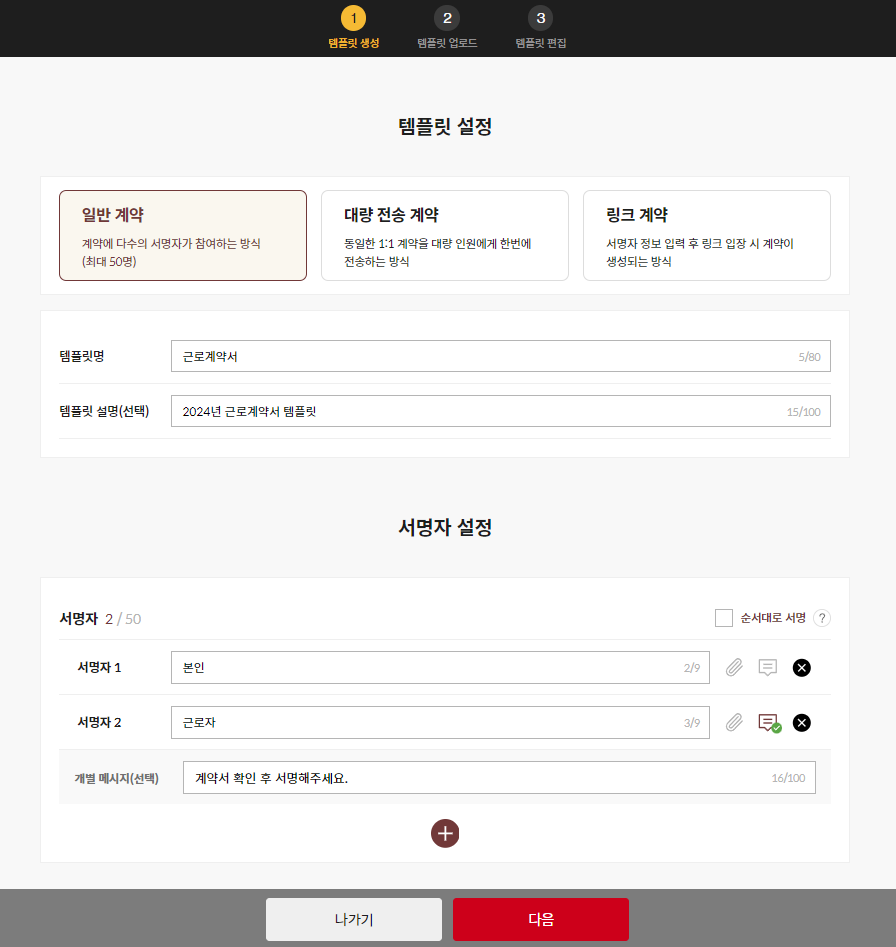 1 2 3
템플릿 생성 템플릿 업로드 템플릿 편집
템플릿 설정
일반 계약
계약에 다수의 서명자가 참여하는 방식
(최대 50명)
대량 전송 계약
동일한 1:1 계약을 대량 인원에게 한번에
전송하는 방식
링크 계약
서명자 정보 입력 후 링크 입장 시 계약이
생성되는 방식
템플릿명 근로계약서 5/80
템플릿 설명(선택) 2024년 근로계약서 템플릿 15/100
서명자 설정
서명자 2 / 50 순서대로 서명 ?
서명자 1 본인 2/9
서명자 2 근로자 3/9
개별 메시지(선택) 계약서 확인 후 서명해주세요. 16/100
나가기 다음